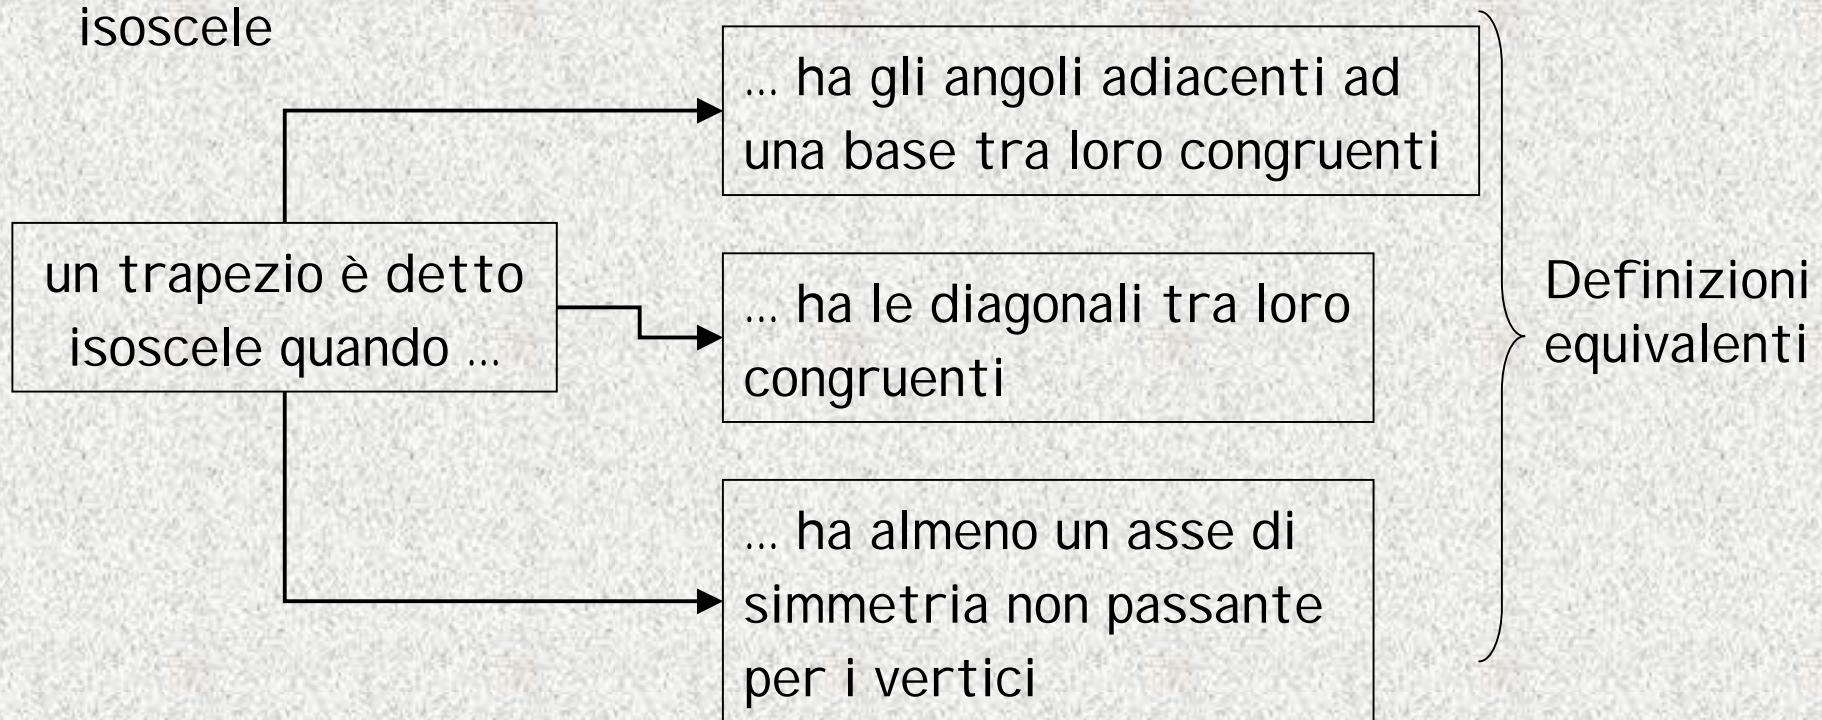 isoscele
... ha gli angoli adiacenti ad
una base tra loro congruenti
un trapezio è detto
isoscele quando ...
... ha le diagonali tra loro
congruenti
... ha almeno un asse di
simmetria non passante
per i vertici
Definizioni
equivalenti